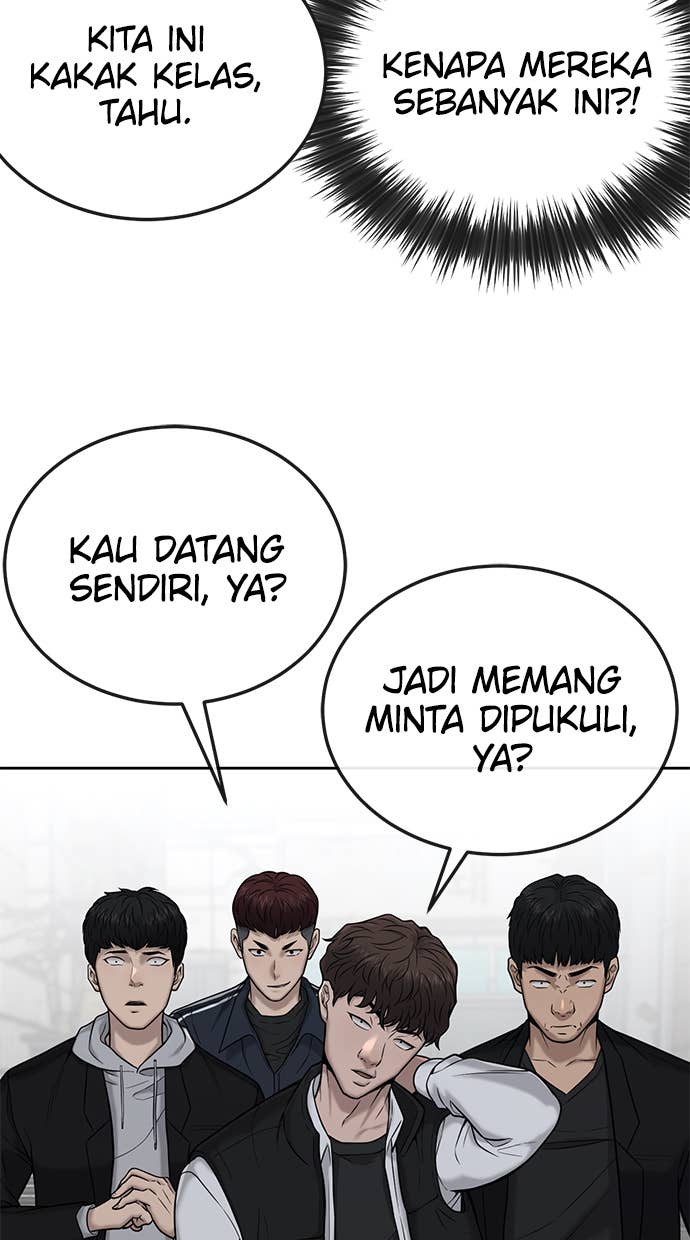 KITA INI
KAKAK KELAS,
TAHU.
KENAPA MEREKA
SEBANYAK INI?!
KAU DATANG
SENDIRI, YA?
JADI MEMANG
MINTA DIPUKULI,
YA?